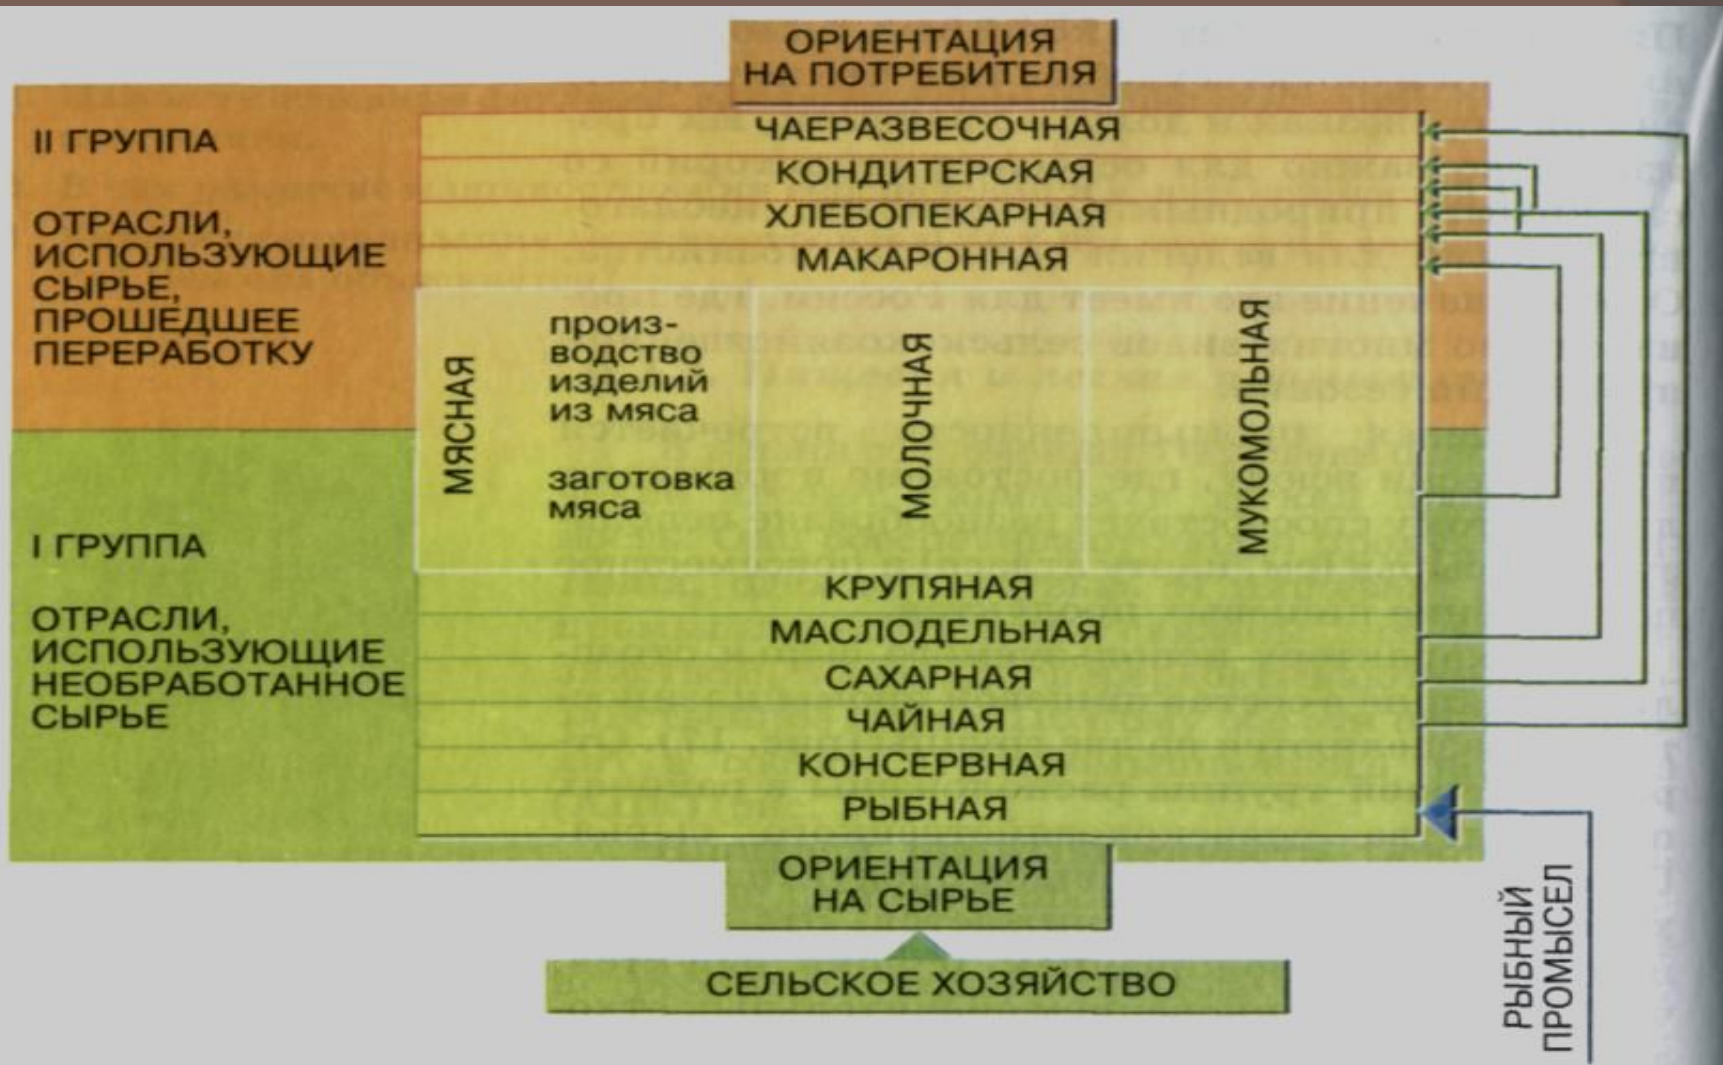 ОРИЕНТАЦИЯ
НА ПОТРЕБИТЕЛЯ
II ГРУППА
ОТРАСЛИ,
ИСПОЛЬЗУЮЩИЕ
СЫРЬЕ,
ПРОШЕДШЕЕ
ПЕРЕРАБОТКУ
ЧАЕРАЗВЕСОЧНАЯ
КОНДИТЕРСКАЯ
ХЛЕБОПЕКАРНАЯ
МАКАРОННАЯ
МЯСНАЯ
произ-
водство
изделий
из мяса
заготовка
мяса
МОЛОЧНАЯ
МУКОМОЛЬНАЯ
I ГРУППА
ОТРАСЛИ,
ИСПОЛЬЗУЮЩИЕ
НЕОБРАБОТАННОЕ
СЫРЬЕ
КРУПЯНАЯ
МАСЛОДЕЛЬНАЯ
САХАРНАЯ
ЧАЙНАЯ
КОНСЕРВНАЯ
РЫБНАЯ
ОРИЕНТАЦИЯ
НА СЫРЬЕ
СЕЛЬСКОЕ ХОЗЯЙСТВО
РЫБНЫЙ
ПРОМЫСЕЛ